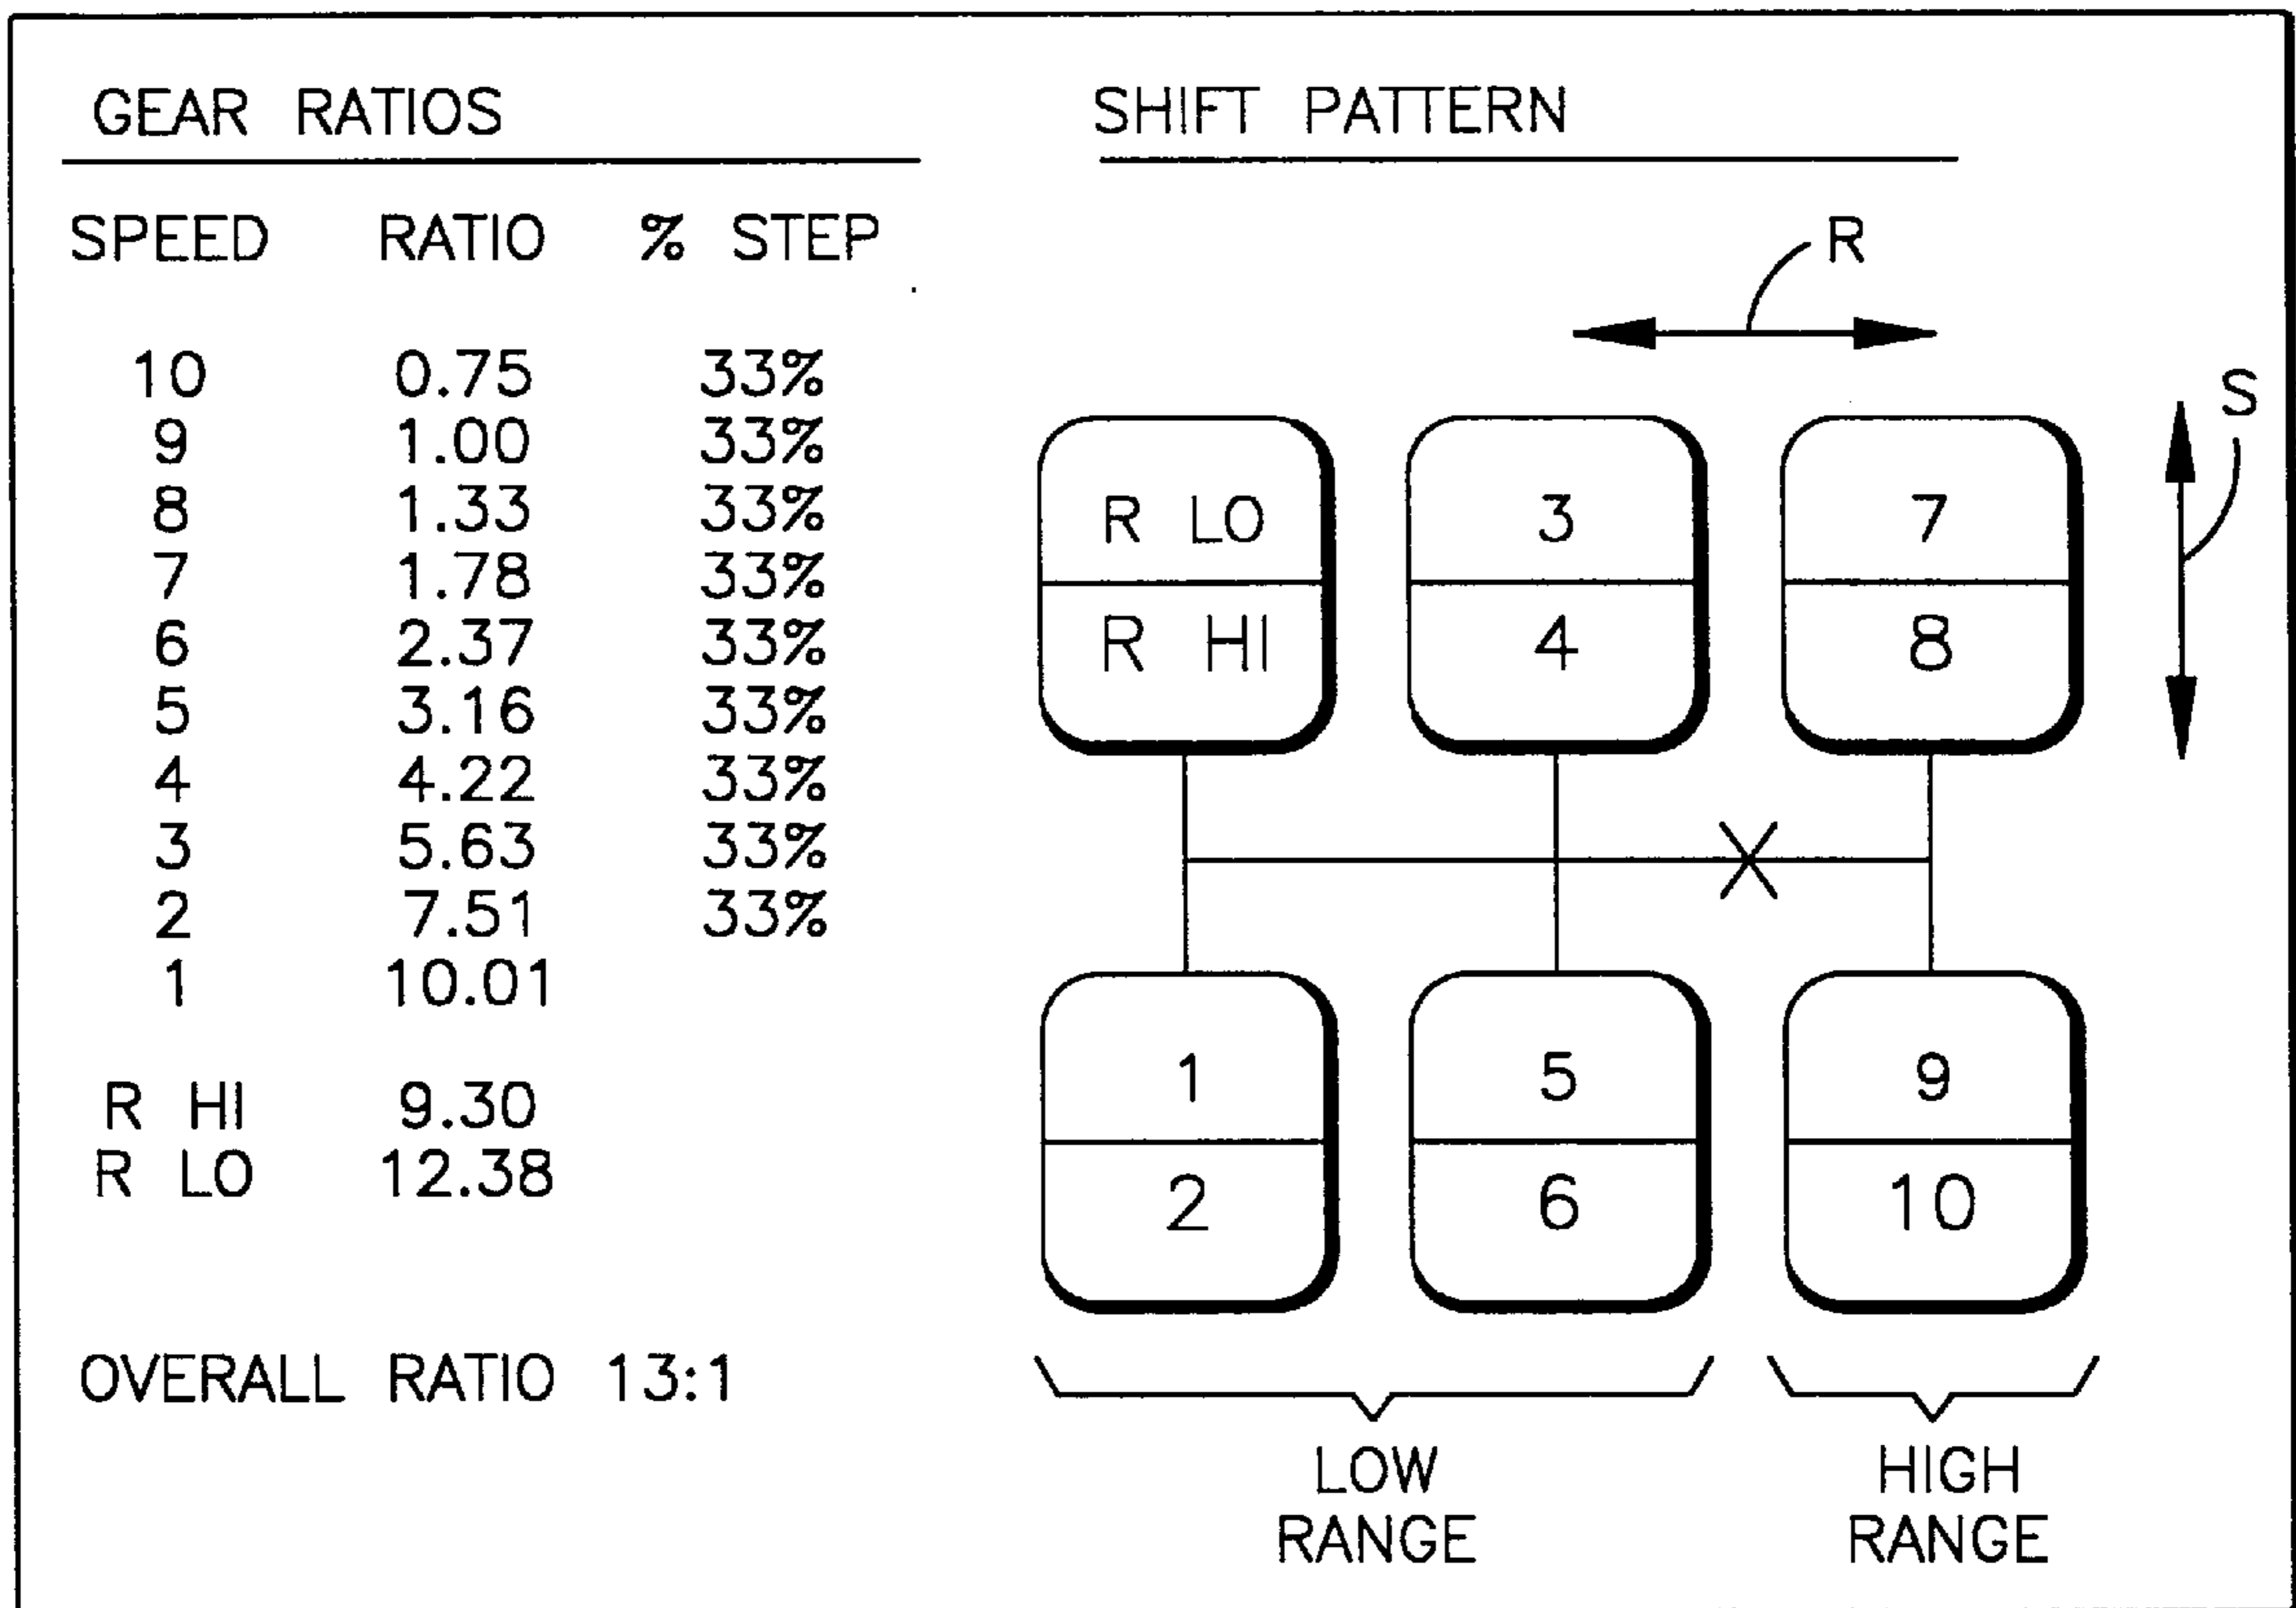 GEAR RATIOS
SPEED RATIO % STEP
10 0.75 33%
9 1.00 33%
8 1.33 33%
7 1.78 33%
6 2.37 33%
5 3.16 33%
4 4.22 33%
3 5.63 33%
2 7.51 33%
1 10.01
R HI 9.30
R LO 12.38
OVERALL RATIO 13:1
SHIFT PATTERN
R
S
R LO 3 7
R HI 4 8
X
1 5 9
2 6 10
LOW
RANGE
HIGH
RANGE